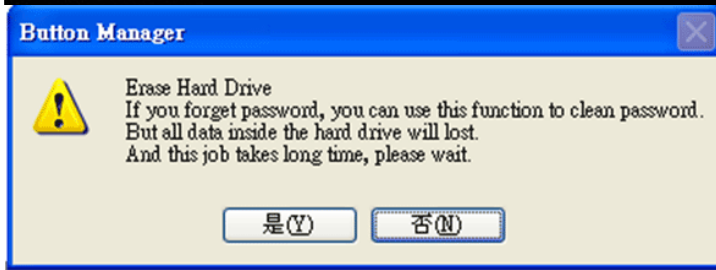 Button Manager
Erase Hard Drive
If you forget password, you can use this function to clean password.
But all data inside the hard drive will lost.
And this job takes long time, please wait.
是(Y) 否(N)